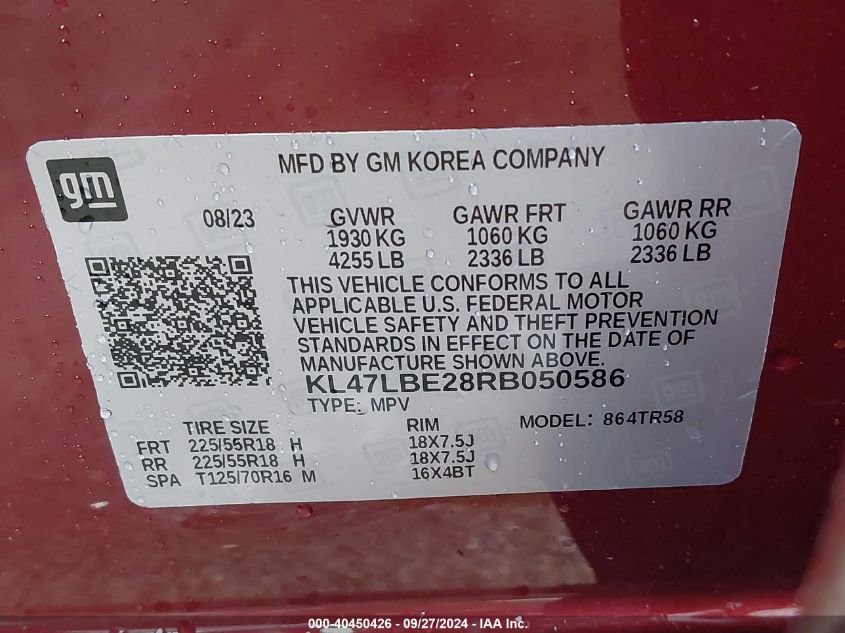 gm
MFD BY GM KOREA COMPANY
08/23 GVWR GAWR FRT GAWR RR
1930 KG 1060 KG 1060 KG
4255 LB 2336 LB 2336 LB
THIS VEHICLE CONFORMS TO ALL
APPLICABLE U.S. FEDERAL MOTOR
VEHICLE SAFETY AND THEFT PREVENTION
STANDARDS IN EFFECT ON THE DATE OF
MANUFACTURE SHOWN ABOVE.
KL47LBE28RB050586
TYPE: MPV
TIRE SIZE RIM MODEL: 864TR58
FRT 225/55R18 H 18X7.5J
RR 225/55R18 H 18X7.5J
SPA T125/70R16 M 16X4BT
000-40450426 - 09/27/2024 - IAA Inc.